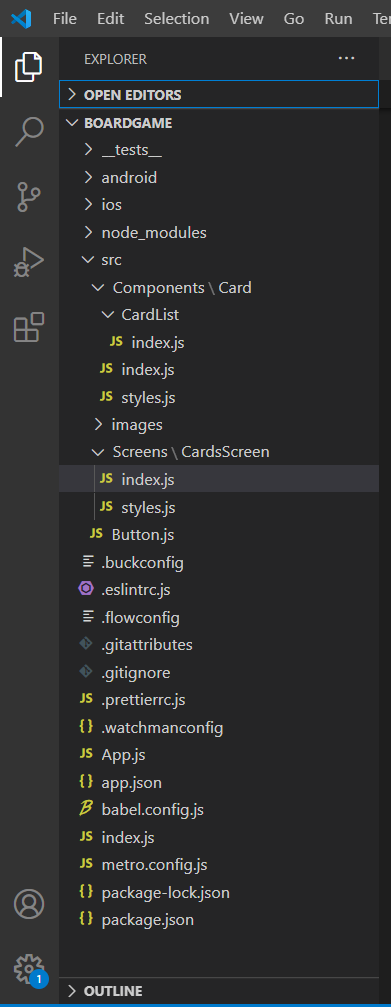 File Edit Selection View Go Run Ter
EXPLORER ···
OPEN EDITORS
BOARDGAME
__tests__
android
ios
node_modules
src
Components \ Card
CardList
JS index.js
JS index.js
JS styles.js
images
Screens \ CardsScreen
JS index.js
JS styles.js
JS Button.js
.buckconfig
.eslintrc.js
.flowconfig
.gitattributes
.gitignore
JS .prettierrc.js
{} .watchmanconfig
JS App.js
{} app.json
B babel.config.js
JS index.js
JS metro.config.js
{} package-lock.json
{} package.json
1
OUTLINE